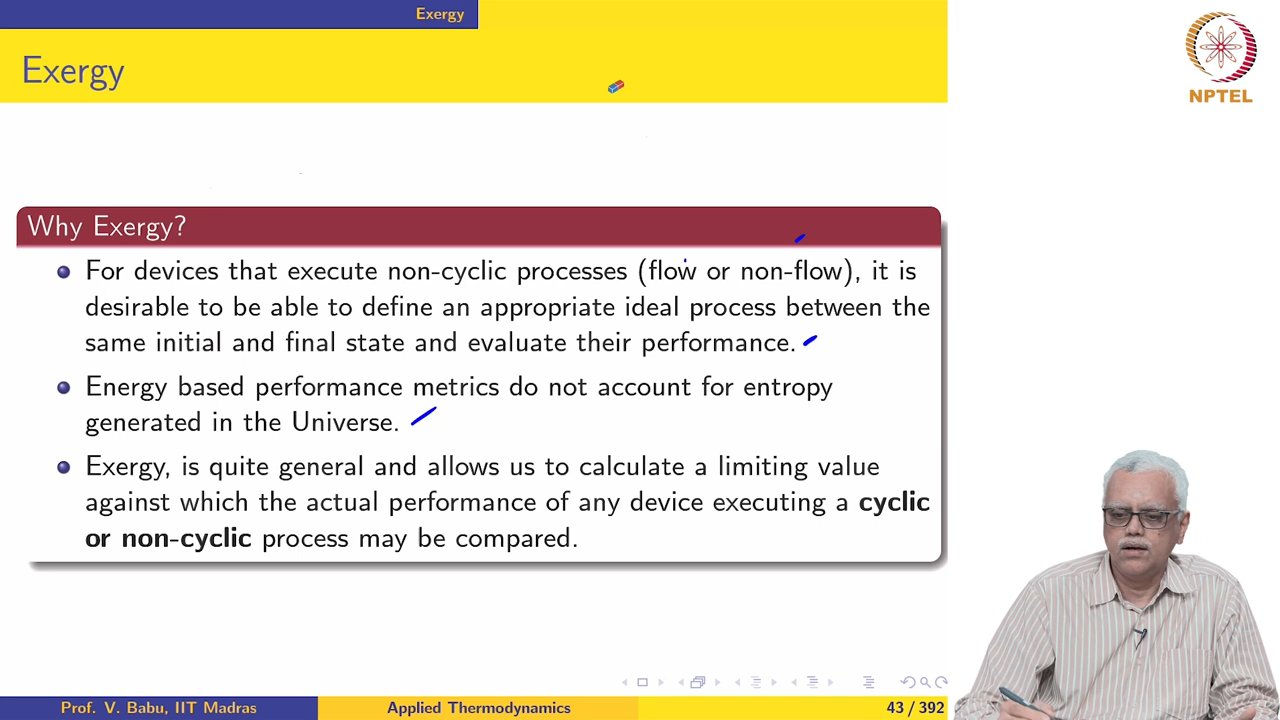 Exergy
Exergy
NPTEL
Why Exergy?
For devices that execute non-cyclic processes (flow or non-flow), it is
desirable to be able to define an appropriate ideal process between the
same initial and final state and evaluate their performance.
Energy based performance metrics do not account for entropy
generated in the Universe.
Exergy, is quite general and allows us to calculate a limiting value
against which the actual performance of any device executing a cyclic
or non-cyclic process may be compared.
Prof. V. Babu, IIT Madras
Applied Thermodynamics
43 / 392